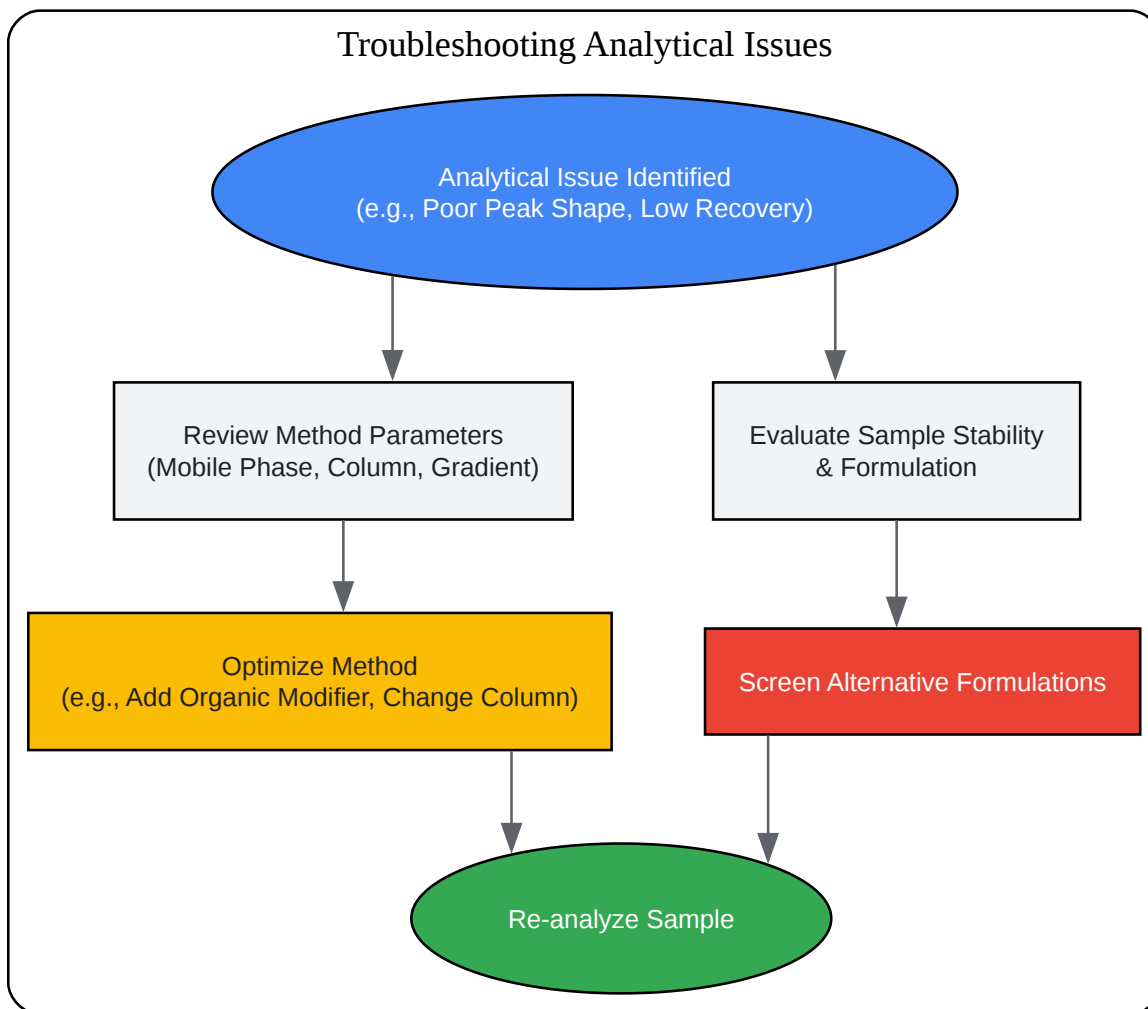 Troubleshooting Analytical Issues
Analytical Issue Identified
(e.g., Poor Peak Shape, Low Recovery)
Review Method Parameters
(Mobile Phase, Column, Gradient)
Evaluate Sample Stability
& Formulation
Optimize Method
(e.g., Add Organic Modifier, Change Column)
Screen Alternative Formulations
Re-analyze Sample